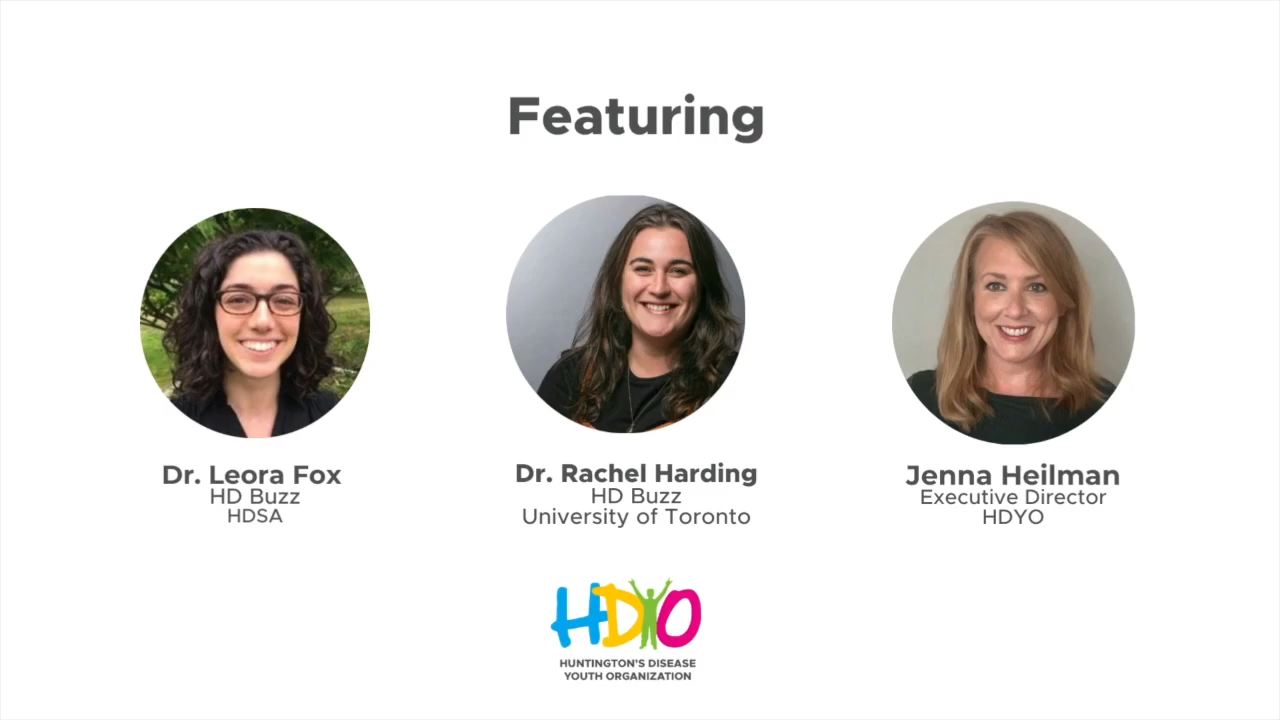 Featuring
Dr. Leora Fox
HD Buzz
HDSA
Dr. Rachel Harding
HD Buzz
University of Toronto
Jenna Heilman
Executive Director
HDYO
HDYO
HUNTINGTON'S DISEASE
YOUTH ORGANIZATION